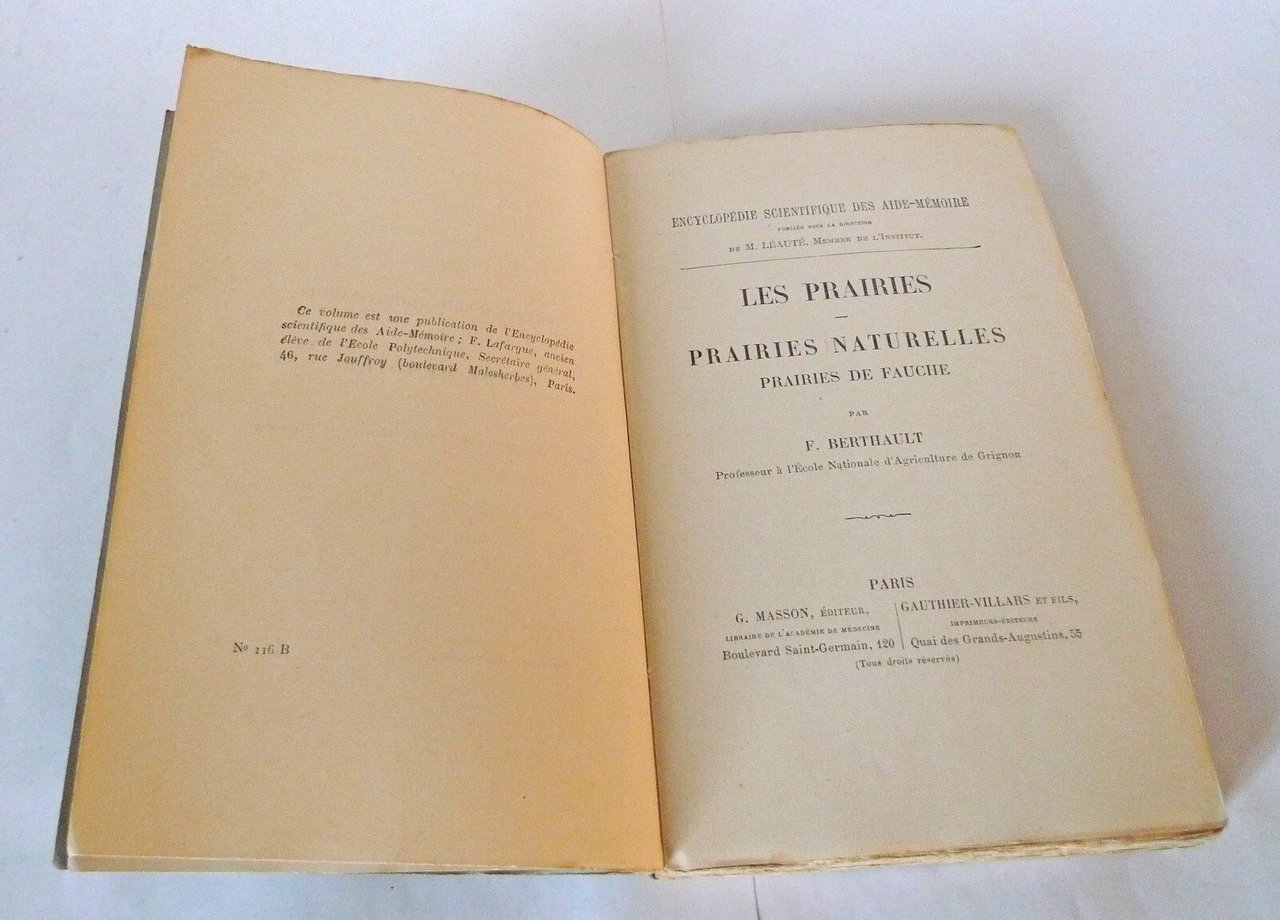 Ce volume est une publication de l'Encyclopédie
scientifique des Aide-Mémoire ; F. Lafargue, ancien
élève de l'Ecole Polytechnique, Secrétaire général,
46, rue Jouffroy (boulevard Malesherbes), Paris.
No 116 B
ENCYCLOPÉDIE SCIENTIFIQUE DES AIDE-MÉMOIRE
PUBLIÉE SOUS LA DIRECTION
DE M. LÉAUTÉ, MEMBRE DE L'INSTITUT.
LES PRAIRIES
—
PRAIRIES NATURELLES
PRAIRIES DE FAUCHE
PAR
F. BERTHAULT
Professeur à l'École Nationale d'Agriculture de Grignon
PARIS
G. MASSON, ÉDITEUR,
LIBRAIRE DE L'ACADÉMIE DE MÉDECINE
Boulevard Saint-Germain, 120
GAUTHIER-VILLARS ET FILS,
IMPRIMEURS-ÉDITEURS
Quai des Grands-Augustins, 55
(Tous droits réservés)